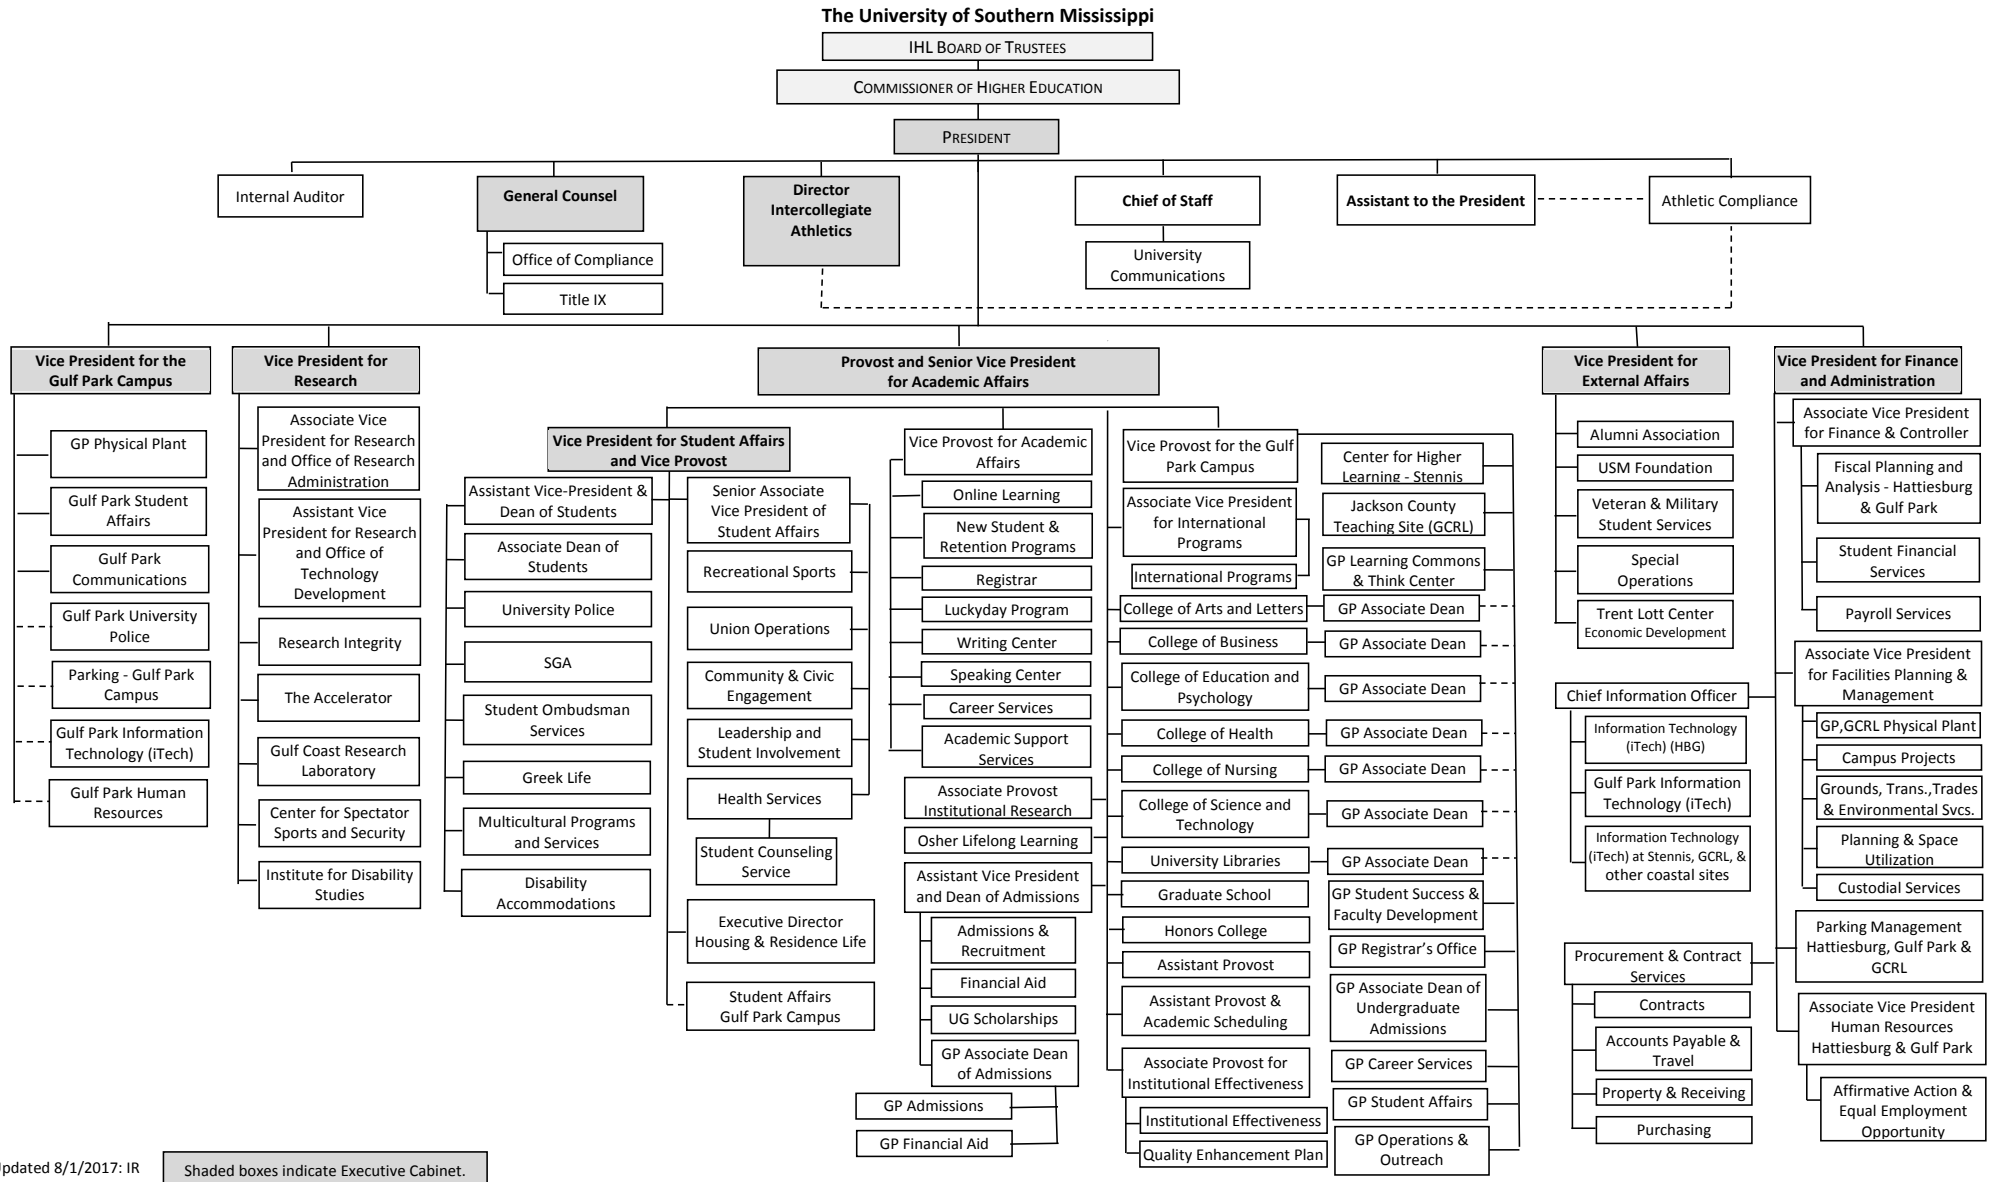 The University of Southern Mississippi
IHL BOARD OF TRUSTEES
COMMISSIONER OF HIGHER EDUCATION
PRESIDENT
Internal Auditor
General Counsel
Office of Compliance
Title IX
Director
Intercollegiate
Athletics
Chief of Staff
University
Communications
Assistant to the President
Athletic Compliance
Vice President for the
Gulf Park Campus
GP Physical Plant
Gulf Park Student
Affairs
Gulf Park
Communications
Gulf Park University
Police
Parking - Gulf Park
Campus
Gulf Park Information
Technology (iTech)
Gulf Park Human
Resources
Vice President for
Research
Associate Vice
President for Research
and Office of Research
Administration
Assistant Vice
President for Research
and Office of
Technology
Development
Research Integrity
The Accelerator
Gulf Coast Research
Laboratory
Center for Spectator
Sports and Security
Institute for Disability
Studies
Provost and Senior Vice President
for Academic Affairs
Vice President for Student Affairs
and Vice Provost
Assistant Vice-President &
Dean of Students
Associate Dean of
Students
University Police
SGA
Student Ombudsman
Services
Greek Life
Multicultural Programs
and Services
Disability
Accommodations
Senior Associate
Vice President of
Student Affairs
Recreational Sports
Union Operations
Community & Civic
Engagement
Leadership and
Student Involvement
Health Services
Student Counseling
Service
Executive Director
Housing & Residence Life
Student Affairs
Gulf Park Campus
Vice Provost for Academic
Affairs
Online Learning
New Student &
Retention Programs
Registrar
Luckyday Program
Writing Center
Speaking Center
Career Services
Academic Support
Services
Associate Provost
Institutional Research
Osher Lifelong Learning
Assistant Vice President
and Dean of Admissions
Admissions &
Recruitment
Financial Aid
UG Scholarships
GP Associate Dean
of Admissions
GP Admissions
GP Financial Aid
Vice Provost for the Gulf
Park Campus
Associate Vice President
for International
Programs
International Programs
College of Arts and Letters
College of Business
College of Education and
Psychology
College of Health
College of Nursing
College of Science and
Technology
University Libraries
Graduate School
Honors College
Assistant Provost
Assistant Provost &
Academic Scheduling
Associate Provost for
Institutional Effectiveness
Institutional Effectiveness
Quality Enhancement Plan
Center for Higher
Learning - Stennis
Jackson County
Teaching Site (GCRL)
GP Learning Commons
& Think Center
GP Associate Dean
GP Associate Dean
GP Associate Dean
GP Associate Dean
GP Associate Dean
GP Associate Dean
GP Associate Dean
GP Student Success &
Faculty Development
GP Registrar's Office
GP Associate Dean of
Undergraduate
Admissions
GP Career Services
GP Student Affairs
GP Operations &
Outreach
Vice President for
External Affairs
Alumni Association
USM Foundation
Veteran & Military
Student Services
Special
Operations
Trent Lott Center
Economic Development
Vice President for Finance
and Administration
Associate Vice President
for Finance & Controller
Fiscal Planning and
Analysis - Hattiesburg
& Gulf Park
Student Financial
Services
Payroll Services
Associate Vice President
for Facilities Planning &
Management
GP,GCRL Physical Plant
Campus Projects
Grounds, Trans.,Trades
& Environmental Svcs.
Planning & Space
Utilization
Custodial Services
Chief Information Officer
Information Technology
(iTech) (HBG)
Gulf Park Information
Technology (iTech)
Information Technology
(iTech) at Stennis, GCRL, &
other coastal sites
Parking Management
Hattiesburg, Gulf Park &
GCRL
Procurement & Contract
Services
Contracts
Accounts Payable &
Travel
Property & Receiving
Purchasing
Associate Vice President
Human Resources
Hattiesburg & Gulf Park
Affirmative Action &
Equal Employment
Opportunity
pdated 8/1/2017: IR
Shaded boxes indicate Executive Cabinet.